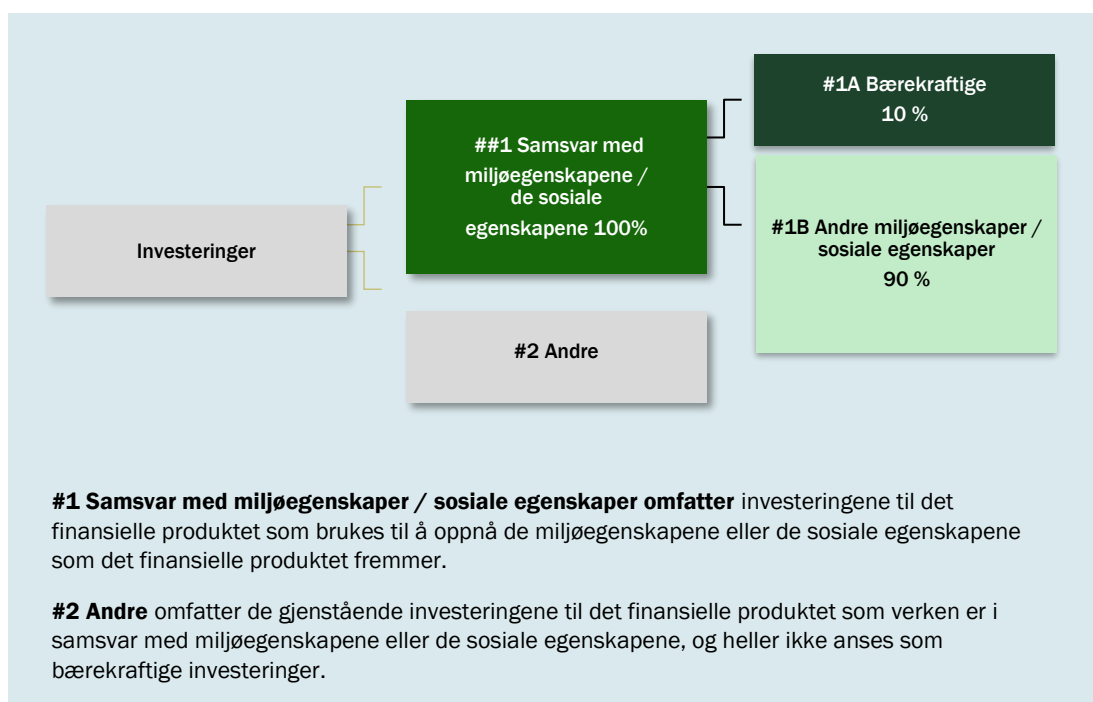 #1A Bærekraftige
10 %
##1 Samsvar med
miljøegenskapene /
de sosiale
egenskapene 100%
#1B Andre miljøegenskaper /
sosiale egenskaper
90 %
Investeringer
#2 Andre
#1 Samsvar med miljøegenskaper / sosiale egenskaper omfatter investeringene til det
finansielle produktet som brukes til å oppnå de miljøegenskapene eller de sosiale egenskapene
som det finansielle produktet fremmer.
#2 Andre omfatter de gjenstående investeringene til det finansielle produktet som verken er i
samsvar med miljøegenskapene eller de sosiale egenskapene, og heller ikke anses som
bærekraftige investeringer.